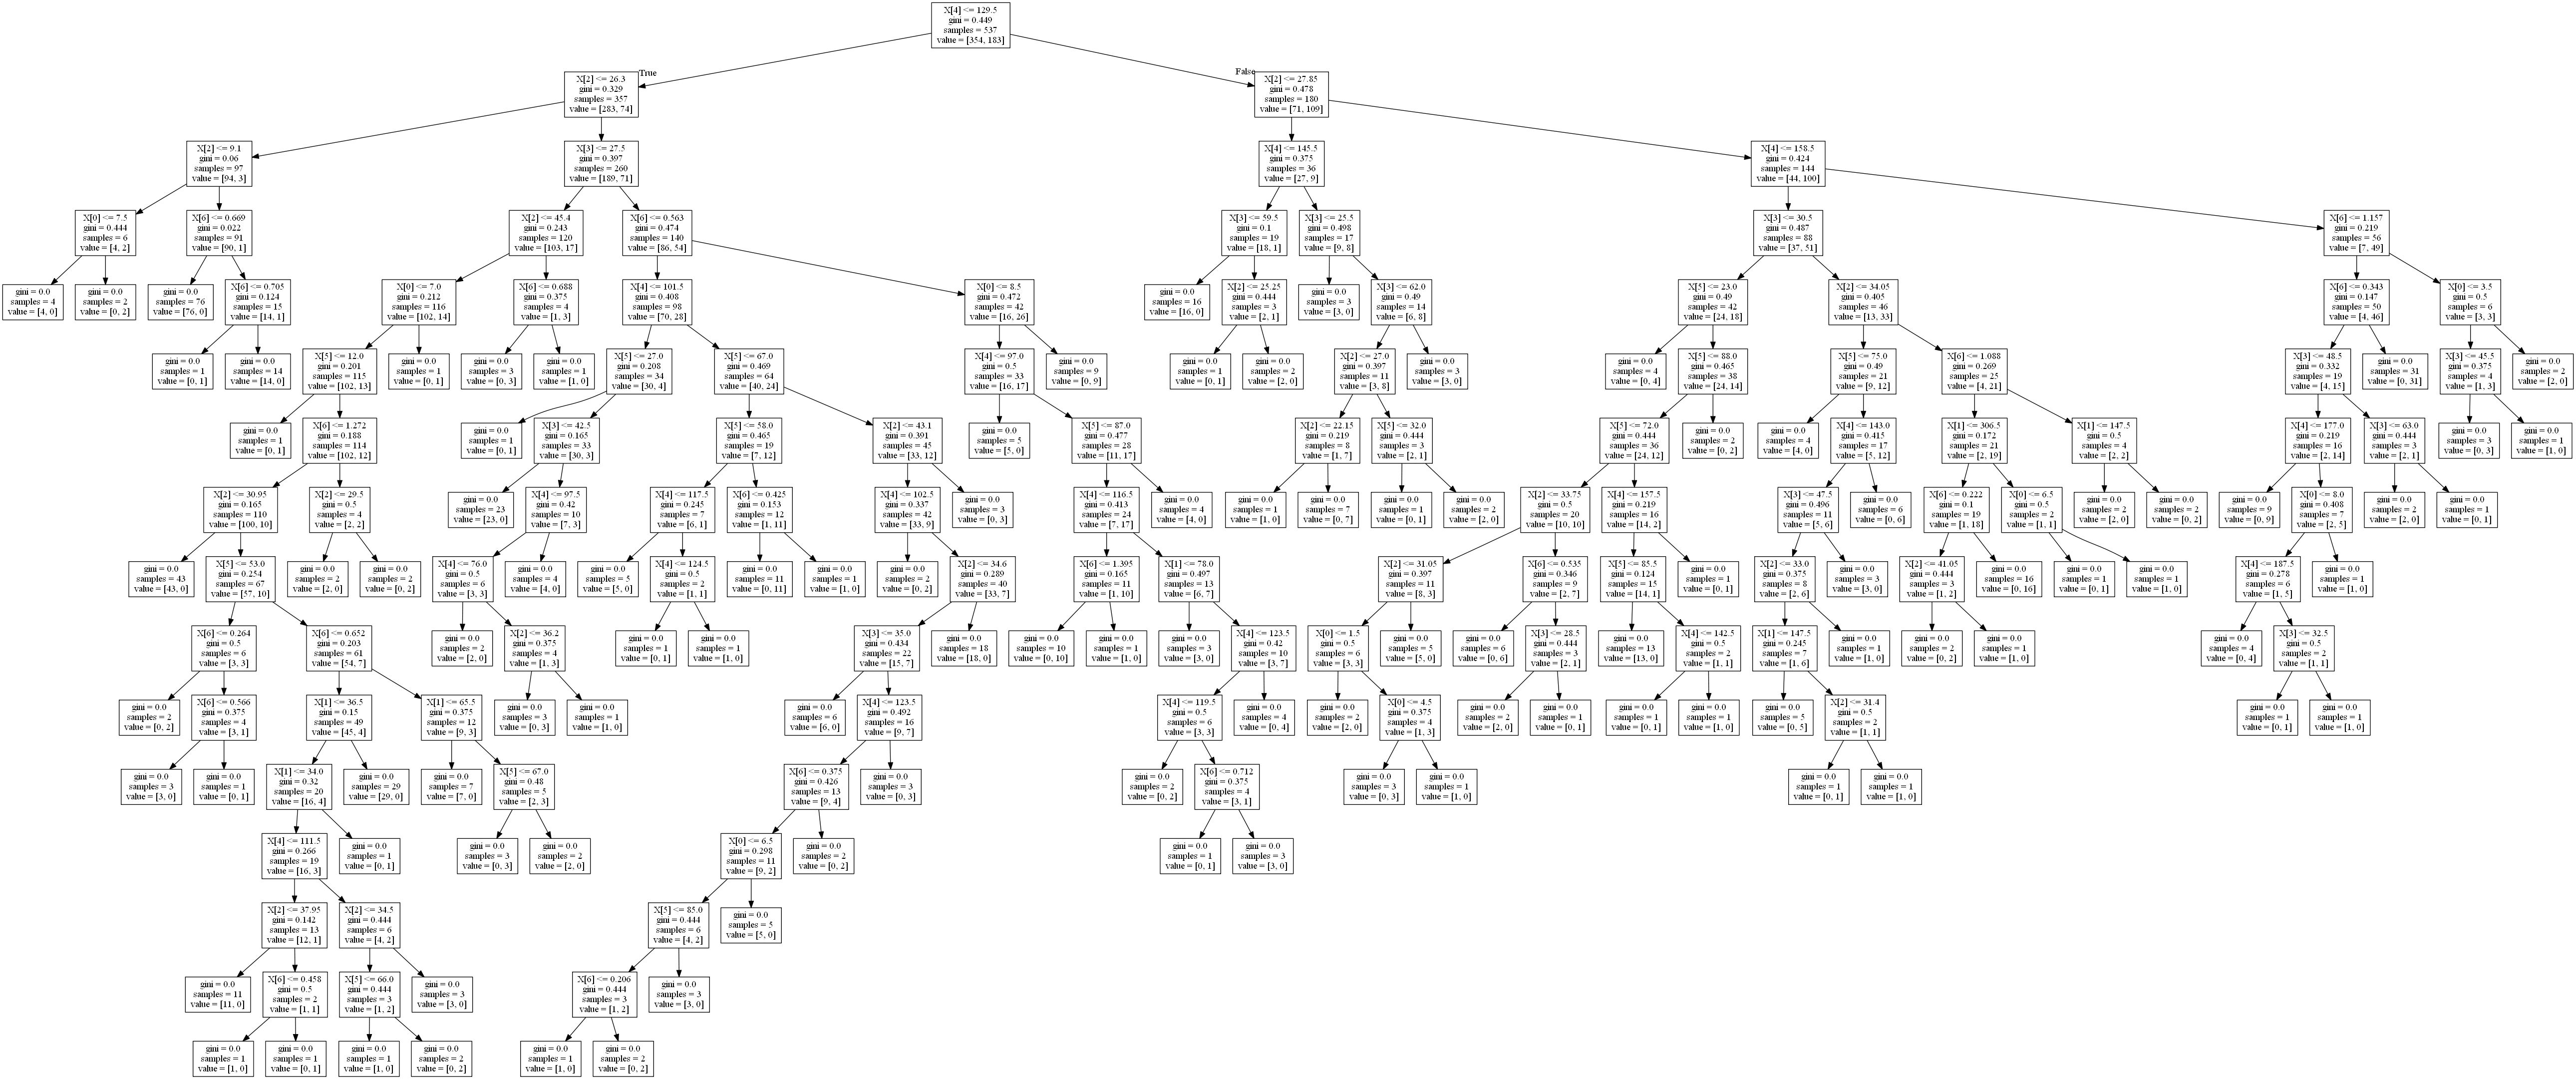 X[4] <= 129.5
gini = 0.449
samples = 537
value = [354, 183]
True
False
X[2] <= 26.3
gini = 0.329
samples = 357
value = [283, 74]
X[2] <= 27.85
gini = 0.478
samples = 180
value = [71, 109]
X[2] <= 9.1
gini = 0.06
samples = 97
value = [94, 3]
X[3] <= 27.5
gini = 0.397
samples = 260
value = [189, 71]
X[4] <= 145.5
gini = 0.375
samples = 36
value = [27, 9]
X[4] <= 158.5
gini = 0.424
samples = 144
value = [44, 100]
X[0] <= 7.5
gini = 0.444
samples = 6
value = [4, 2]
X[6] <= 0.669
gini = 0.022
samples = 91
value = [90, 1]
X[2] <= 45.4
gini = 0.243
samples = 120
value = [103, 17]
X[6] <= 0.563
gini = 0.474
samples = 140
value = [86, 54]
X[3] <= 59.5
gini = 0.1
samples = 19
value = [18, 1]
X[3] <= 25.5
gini = 0.498
samples = 17
value = [9, 8]
X[3] <= 30.5
gini = 0.487
samples = 88
value = [37, 51]
X[6] <= 1.157
gini = 0.219
samples = 56
value = [7, 49]
gini = 0.0
samples = 4
value = [4, 0]
gini = 0.0
samples = 2
value = [0, 2]
gini = 0.0
samples = 76
value = [76, 0]
X[6] <= 0.705
gini = 0.124
samples = 15
value = [14, 1]
X[0] <= 7.0
gini = 0.212
samples = 116
value = [102, 14]
X[6] <= 0.688
gini = 0.375
samples = 4
value = [1, 3]
X[4] <= 101.5
gini = 0.408
samples = 98
value = [70, 28]
X[0] <= 8.5
gini = 0.472
samples = 42
value = [16, 26]
gini = 0.0
samples = 16
value = [16, 0]
X[2] <= 25.25
gini = 0.444
samples = 3
value = [2, 1]
gini = 0.0
samples = 3
value = [3, 0]
X[3] <= 62.0
gini = 0.49
samples = 14
value = [6, 8]
X[5] <= 23.0
gini = 0.49
samples = 42
value = [24, 18]
X[2] <= 34.05
gini = 0.405
samples = 46
value = [13, 33]
X[6] <= 0.343
gini = 0.147
samples = 50
value = [4, 46]
X[0] <= 3.5
gini = 0.5
samples = 6
value = [3, 3]
gini = 0.0
samples = 1
value = [0, 1]
gini = 0.0
samples = 14
value = [14, 0]
X[5] <= 12.0
gini = 0.201
samples = 115
value = [102, 13]
gini = 0.0
samples = 1
value = [0, 1]
gini = 0.0
samples = 3
value = [0, 3]
gini = 0.0
samples = 1
value = [1, 0]
X[5] <= 27.0
gini = 0.208
samples = 34
value = [30, 4]
X[5] <= 67.0
gini = 0.469
samples = 64
value = [40, 24]
X[4] <= 97.0
gini = 0.5
samples = 33
value = [16, 17]
gini = 0.0
samples = 9
value = [0, 9]
gini = 0.0
samples = 1
value = [0, 1]
gini = 0.0
samples = 2
value = [2, 0]
X[2] <= 27.0
gini = 0.397
samples = 11
value = [3, 8]
gini = 0.0
samples = 3
value = [3, 0]
gini = 0.0
samples = 4
value = [0, 4]
X[5] <= 88.0
gini = 0.465
samples = 38
value = [24, 14]
X[5] <= 75.0
gini = 0.49
samples = 21
value = [9, 12]
X[6] <= 1.088
gini = 0.269
samples = 25
value = [4, 21]
X[3] <= 48.5
gini = 0.332
samples = 19
value = [4, 15]
gini = 0.0
samples = 31
value = [0, 31]
X[3] <= 45.5
gini = 0.375
samples = 4
value = [1, 3]
gini = 0.0
samples = 2
value = [2, 0]
gini = 0.0
samples = 1
value = [0, 1]
X[6] <= 1.272
gini = 0.188
samples = 114
value = [102, 12]
gini = 0.0
samples = 1
value = [0, 1]
X[3] <= 42.5
gini = 0.165
samples = 33
value = [30, 3]
X[5] <= 58.0
gini = 0.465
samples = 19
value = [7, 12]
X[2] <= 43.1
gini = 0.391
samples = 45
value = [33, 12]
gini = 0.0
samples = 5
value = [5, 0]
X[5] <= 87.0
gini = 0.477
samples = 28
value = [11, 17]
X[2] <= 22.15
gini = 0.219
samples = 8
value = [1, 7]
X[5] <= 32.0
gini = 0.444
samples = 3
value = [2, 1]
X[5] <= 72.0
gini = 0.444
samples = 36
value = [24, 12]
gini = 0.0
samples = 2
value = [0, 2]
gini = 0.0
samples = 4
value = [4, 0]
X[4] <= 143.0
gini = 0.415
samples = 17
value = [5, 12]
X[1] <= 306.5
gini = 0.172
samples = 21
value = [2, 19]
X[1] <= 147.5
gini = 0.5
samples = 4
value = [2, 2]
X[4] <= 177.0
gini = 0.219
samples = 16
value = [2, 14]
X[3] <= 63.0
gini = 0.444
samples = 3
value = [2, 1]
gini = 0.0
samples = 3
value = [0, 3]
gini = 0.0
samples = 1
value = [1, 0]
X[2] <= 30.95
gini = 0.165
samples = 110
value = [100, 10]
X[2] <= 29.5
gini = 0.5
samples = 4
value = [2, 2]
gini = 0.0
samples = 23
value = [23, 0]
X[4] <= 97.5
gini = 0.42
samples = 10
value = [7, 3]
X[4] <= 117.5
gini = 0.245
samples = 7
value = [6, 1]
X[6] <= 0.425
gini = 0.153
samples = 12
value = [1, 11]
X[4] <= 102.5
gini = 0.337
samples = 42
value = [33, 9]
gini = 0.0
samples = 3
value = [0, 3]
X[4] <= 116.5
gini = 0.413
samples = 24
value = [7, 17]
gini = 0.0
samples = 4
value = [4, 0]
gini = 0.0
samples = 1
value = [1, 0]
gini = 0.0
samples = 7
value = [0, 7]
gini = 0.0
samples = 1
value = [0, 1]
gini = 0.0
samples = 2
value = [2, 0]
X[2] <= 33.75
gini = 0.5
samples = 20
value = [10, 10]
X[4] <= 157.5
gini = 0.219
samples = 16
value = [14, 2]
X[3] <= 47.5
gini = 0.496
samples = 11
value = [5, 6]
gini = 0.0
samples = 6
value = [0, 6]
X[6] <= 0.222
gini = 0.1
samples = 19
value = [1, 18]
X[0] <= 6.5
gini = 0.5
samples = 2
value = [1, 1]
gini = 0.0
samples = 2
value = [2, 0]
gini = 0.0
samples = 2
value = [0, 2]
gini = 0.0
samples = 9
value = [0, 9]
X[0] <= 8.0
gini = 0.408
samples = 7
value = [2, 5]
gini = 0.0
samples = 2
value = [2, 0]
gini = 0.0
samples = 1
value = [0, 1]
gini = 0.0
samples = 43
value = [43, 0]
X[5] <= 53.0
gini = 0.254
samples = 67
value = [57, 10]
gini = 0.0
samples = 2
value = [2, 0]
gini = 0.0
samples = 2
value = [0, 2]
X[4] <= 76.0
gini = 0.5
samples = 6
value = [3, 3]
gini = 0.0
samples = 4
value = [4, 0]
gini = 0.0
samples = 5
value = [5, 0]
X[4] <= 124.5
gini = 0.5
samples = 2
value = [1, 1]
gini = 0.0
samples = 11
value = [0, 11]
gini = 0.0
samples = 1
value = [1, 0]
gini = 0.0
samples = 2
value = [0, 2]
X[2] <= 34.6
gini = 0.289
samples = 40
value = [33, 7]
X[6] <= 1.395
gini = 0.165
samples = 11
value = [1, 10]
X[1] <= 78.0
gini = 0.497
samples = 13
value = [6, 7]
X[2] <= 31.05
gini = 0.397
samples = 11
value = [8, 3]
X[6] <= 0.535
gini = 0.346
samples = 9
value = [2, 7]
X[5] <= 85.5
gini = 0.124
samples = 15
value = [14, 1]
gini = 0.0
samples = 1
value = [0, 1]
X[2] <= 33.0
gini = 0.375
samples = 8
value = [2, 6]
gini = 0.0
samples = 3
value = [3, 0]
X[2] <= 41.05
gini = 0.444
samples = 3
value = [1, 2]
gini = 0.0
samples = 16
value = [0, 16]
gini = 0.0
samples = 1
value = [0, 1]
gini = 0.0
samples = 1
value = [1, 0]
X[4] <= 187.5
gini = 0.278
samples = 6
value = [1, 5]
gini = 0.0
samples = 1
value = [1, 0]
X[6] <= 0.264
gini = 0.5
samples = 6
value = [3, 3]
X[6] <= 0.652
gini = 0.203
samples = 61
value = [54, 7]
gini = 0.0
samples = 2
value = [2, 0]
X[2] <= 36.2
gini = 0.375
samples = 4
value = [1, 3]
gini = 0.0
samples = 1
value = [0, 1]
gini = 0.0
samples = 1
value = [1, 0]
X[3] <= 35.0
gini = 0.434
samples = 22
value = [15, 7]
gini = 0.0
samples = 18
value = [18, 0]
gini = 0.0
samples = 10
value = [0, 10]
gini = 0.0
samples = 1
value = [1, 0]
gini = 0.0
samples = 3
value = [3, 0]
X[4] <= 123.5
gini = 0.42
samples = 10
value = [3, 7]
X[0] <= 1.5
gini = 0.5
samples = 6
value = [3, 3]
gini = 0.0
samples = 5
value = [5, 0]
gini = 0.0
samples = 6
value = [0, 6]
X[3] <= 28.5
gini = 0.444
samples = 3
value = [2, 1]
gini = 0.0
samples = 13
value = [13, 0]
X[4] <= 142.5
gini = 0.5
samples = 2
value = [1, 1]
X[1] <= 147.5
gini = 0.245
samples = 7
value = [1, 6]
gini = 0.0
samples = 1
value = [1, 0]
gini = 0.0
samples = 2
value = [0, 2]
gini = 0.0
samples = 1
value = [1, 0]
gini = 0.0
samples = 4
value = [0, 4]
X[3] <= 32.5
gini = 0.5
samples = 2
value = [1, 1]
gini = 0.0
samples = 2
value = [0, 2]
X[6] <= 0.566
gini = 0.375
samples = 4
value = [3, 1]
X[1] <= 36.5
gini = 0.15
samples = 49
value = [45, 4]
X[1] <= 65.5
gini = 0.375
samples = 12
value = [9, 3]
gini = 0.0
samples = 3
value = [0, 3]
gini = 0.0
samples = 1
value = [1, 0]
gini = 0.0
samples = 6
value = [6, 0]
X[4] <= 123.5
gini = 0.492
samples = 16
value = [9, 7]
X[4] <= 119.5
gini = 0.5
samples = 6
value = [3, 3]
gini = 0.0
samples = 4
value = [0, 4]
gini = 0.0
samples = 2
value = [2, 0]
X[0] <= 4.5
gini = 0.375
samples = 4
value = [1, 3]
gini = 0.0
samples = 2
value = [2, 0]
gini = 0.0
samples = 1
value = [0, 1]
gini = 0.0
samples = 1
value = [0, 1]
gini = 0.0
samples = 1
value = [1, 0]
gini = 0.0
samples = 5
value = [0, 5]
X[2] <= 31.4
gini = 0.5
samples = 2
value = [1, 1]
gini = 0.0
samples = 1
value = [0, 1]
gini = 0.0
samples = 1
value = [1, 0]
gini = 0.0
samples = 3
value = [3, 0]
gini = 0.0
samples = 1
value = [0, 1]
X[1] <= 34.0
gini = 0.32
samples = 20
value = [16, 4]
gini = 0.0
samples = 29
value = [29, 0]
gini = 0.0
samples = 7
value = [7, 0]
X[5] <= 67.0
gini = 0.48
samples = 5
value = [2, 3]
X[6] <= 0.375
gini = 0.426
samples = 13
value = [9, 4]
gini = 0.0
samples = 3
value = [0, 3]
gini = 0.0
samples = 2
value = [0, 2]
X[6] <= 0.712
gini = 0.375
samples = 4
value = [3, 1]
gini = 0.0
samples = 3
value = [0, 3]
gini = 0.0
samples = 1
value = [1, 0]
gini = 0.0
samples = 1
value = [0, 1]
gini = 0.0
samples = 1
value = [1, 0]
X[4] <= 111.5
gini = 0.266
samples = 19
value = [16, 3]
gini = 0.0
samples = 1
value = [0, 1]
gini = 0.0
samples = 3
value = [0, 3]
gini = 0.0
samples = 2
value = [2, 0]
X[0] <= 6.5
gini = 0.298
samples = 11
value = [9, 2]
gini = 0.0
samples = 2
value = [0, 2]
gini = 0.0
samples = 1
value = [0, 1]
gini = 0.0
samples = 3
value = [3, 0]
X[2] <= 37.95
gini = 0.142
samples = 13
value = [12, 1]
X[2] <= 34.5
gini = 0.444
samples = 6
value = [4, 2]
X[5] <= 85.0
gini = 0.444
samples = 6
value = [4, 2]
gini = 0.0
samples = 5
value = [5, 0]
gini = 0.0
samples = 11
value = [11, 0]
X[6] <= 0.458
gini = 0.5
samples = 2
value = [1, 1]
X[5] <= 66.0
gini = 0.444
samples = 3
value = [1, 2]
gini = 0.0
samples = 3
value = [3, 0]
X[6] <= 0.206
gini = 0.444
samples = 3
value = [1, 2]
gini = 0.0
samples = 3
value = [3, 0]
gini = 0.0
samples = 1
value = [1, 0]
gini = 0.0
samples = 1
value = [0, 1]
gini = 0.0
samples = 1
value = [1, 0]
gini = 0.0
samples = 2
value = [0, 2]
gini = 0.0
samples = 1
value = [1, 0]
gini = 0.0
samples = 2
value = [0, 2]